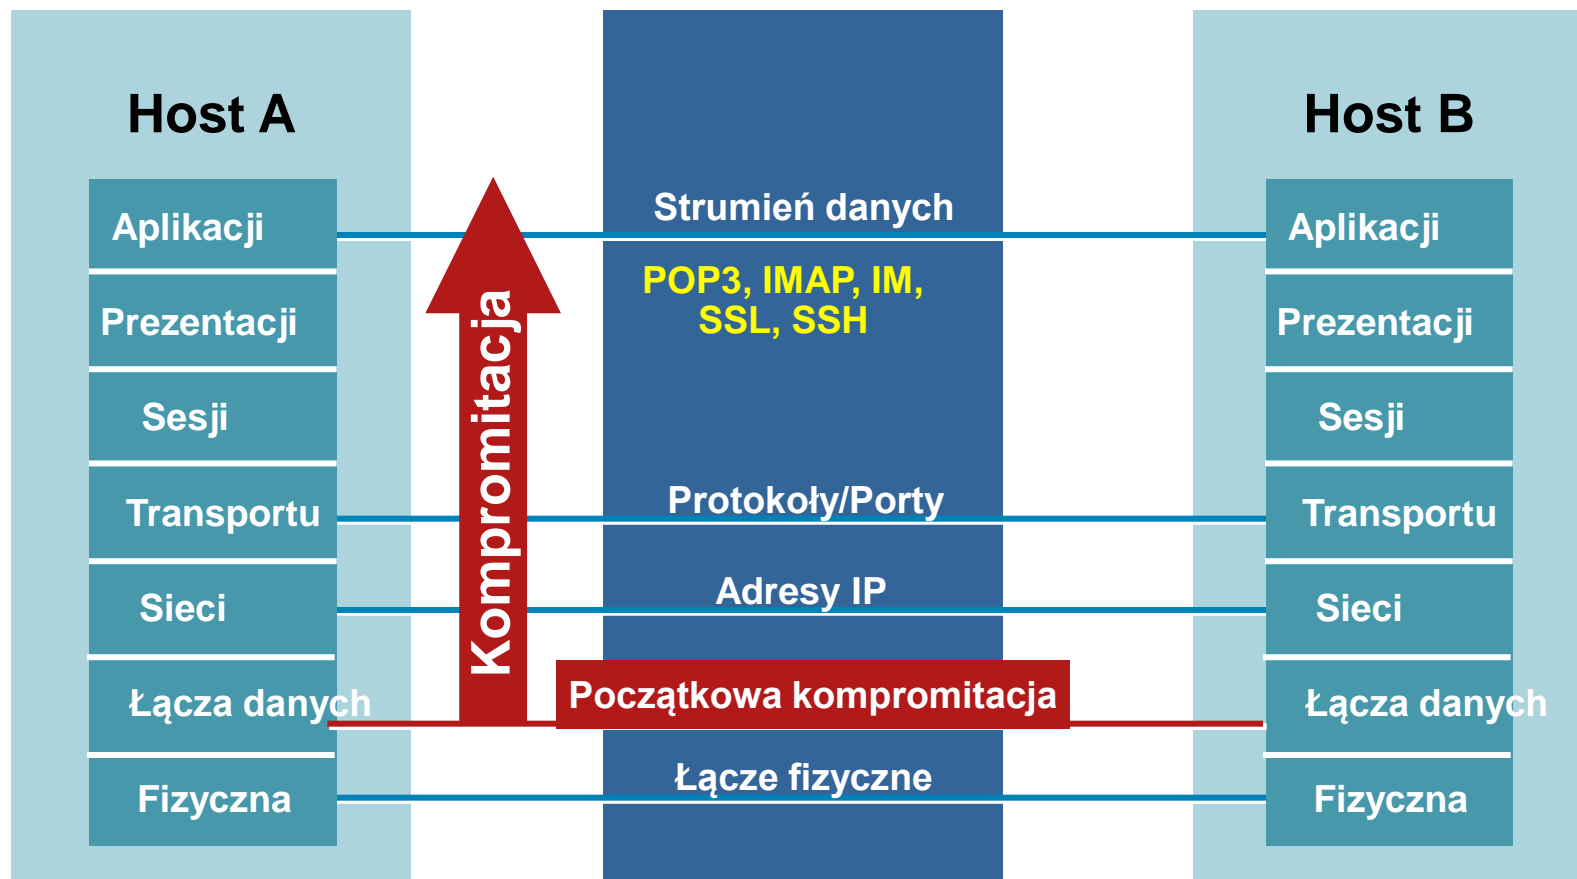 Host A
Aplikacji
Prezentacji
Sesji
Transportu
Sieci
Łącza danych
Fizyczna
Kompromitacja
Strumień danych
POP3, IMAP, IM,
SSL, SSH
Protokoły/Porty
Adresy IP
Początkowa kompromitacja
Łącze fizyczne
Host B
Aplikacji
Prezentacji
Sesji
Transportu
Sieci
Łącza danych
Fizyczna